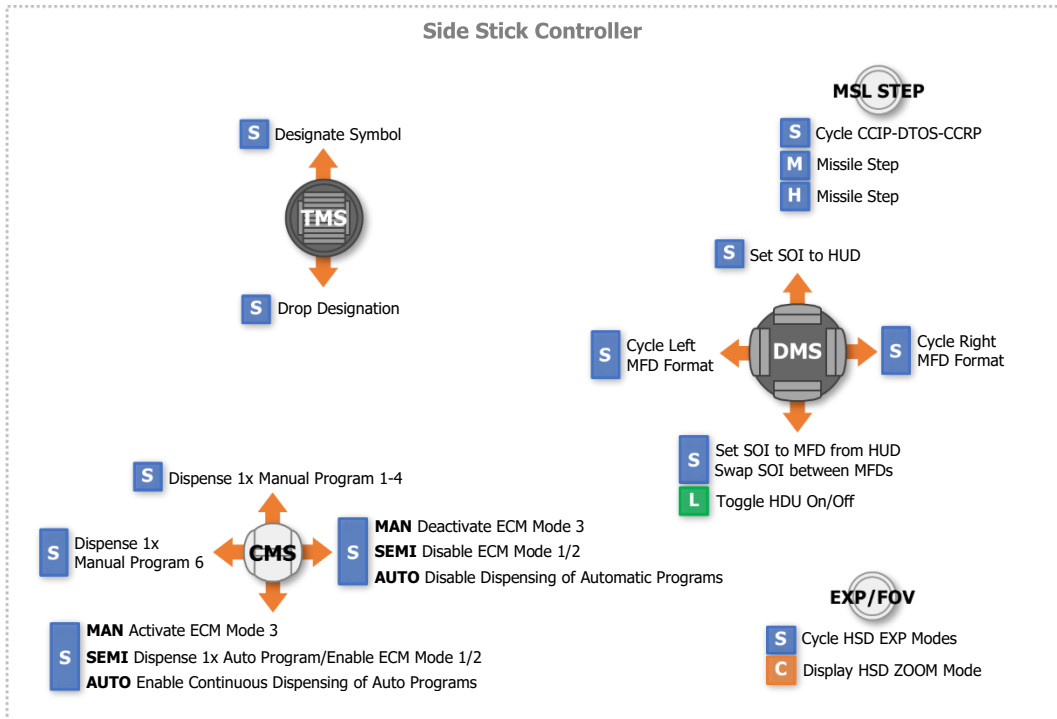 Side Stick Controller
MSL STEP
S Cycle CCIP-DTOS-CCRP
M Missile Step
H Missile Step
S Designate Symbol
TMS
S Drop Designation
S Set SOI to HUD
S Cycle Left
MFD Format
DMS
S Cycle Right
MFD Format
S Set SOI to MFD from HUD
Swap SOI between MFDs
L Toggle HDU On/Off
S Dispense 1x Manual Program 1-4
S Dispense 1x
Manual Program 6
CMS
S
MAN Deactivate ECM Mode 3
SEMI Disable ECM Mode 1/2
AUTO Disable Dispensing of Automatic Programs
S
MAN Activate ECM Mode 3
SEMI Dispense 1x Auto Program/Enable ECM Mode 1/2
AUTO Enable Continuous Dispensing of Auto Programs
EXP/FOV
S Cycle HSD EXP Modes
C Display HSD ZOOM Mode